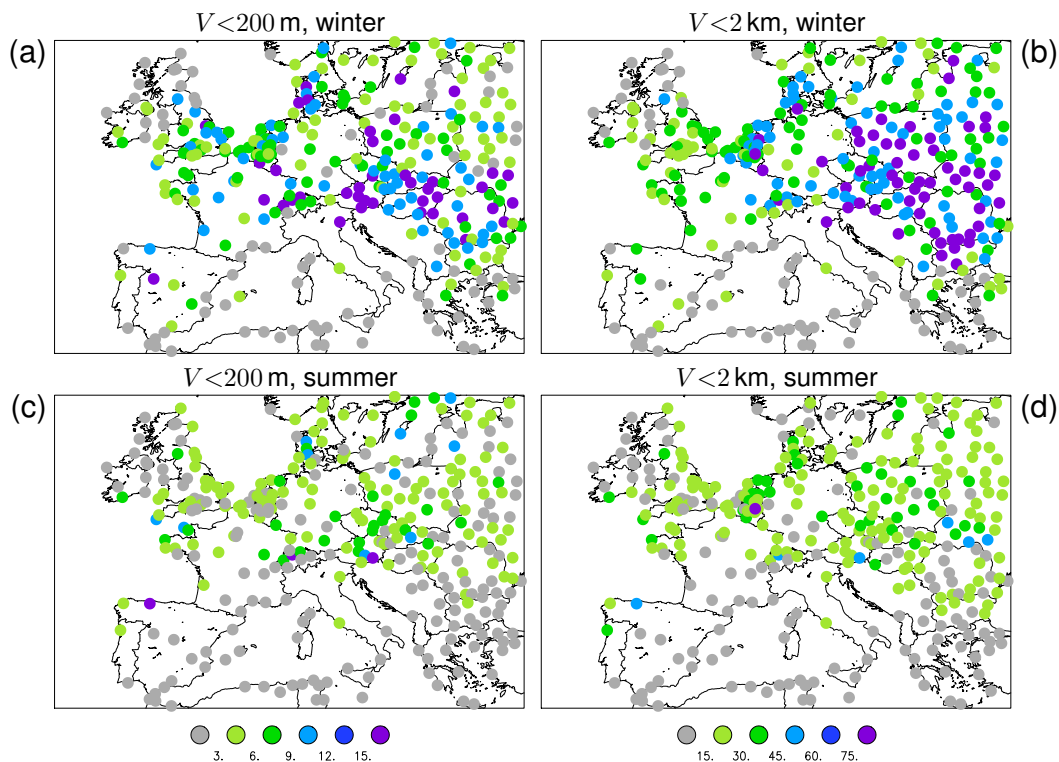 V<200 m, winter
V<2 km, winter
(a)
(b)
V<200 m, summer
V<2 km, summer
(c)
(d)
3. 6. 9. 12. 15.
15. 30. 45. 60. 75.